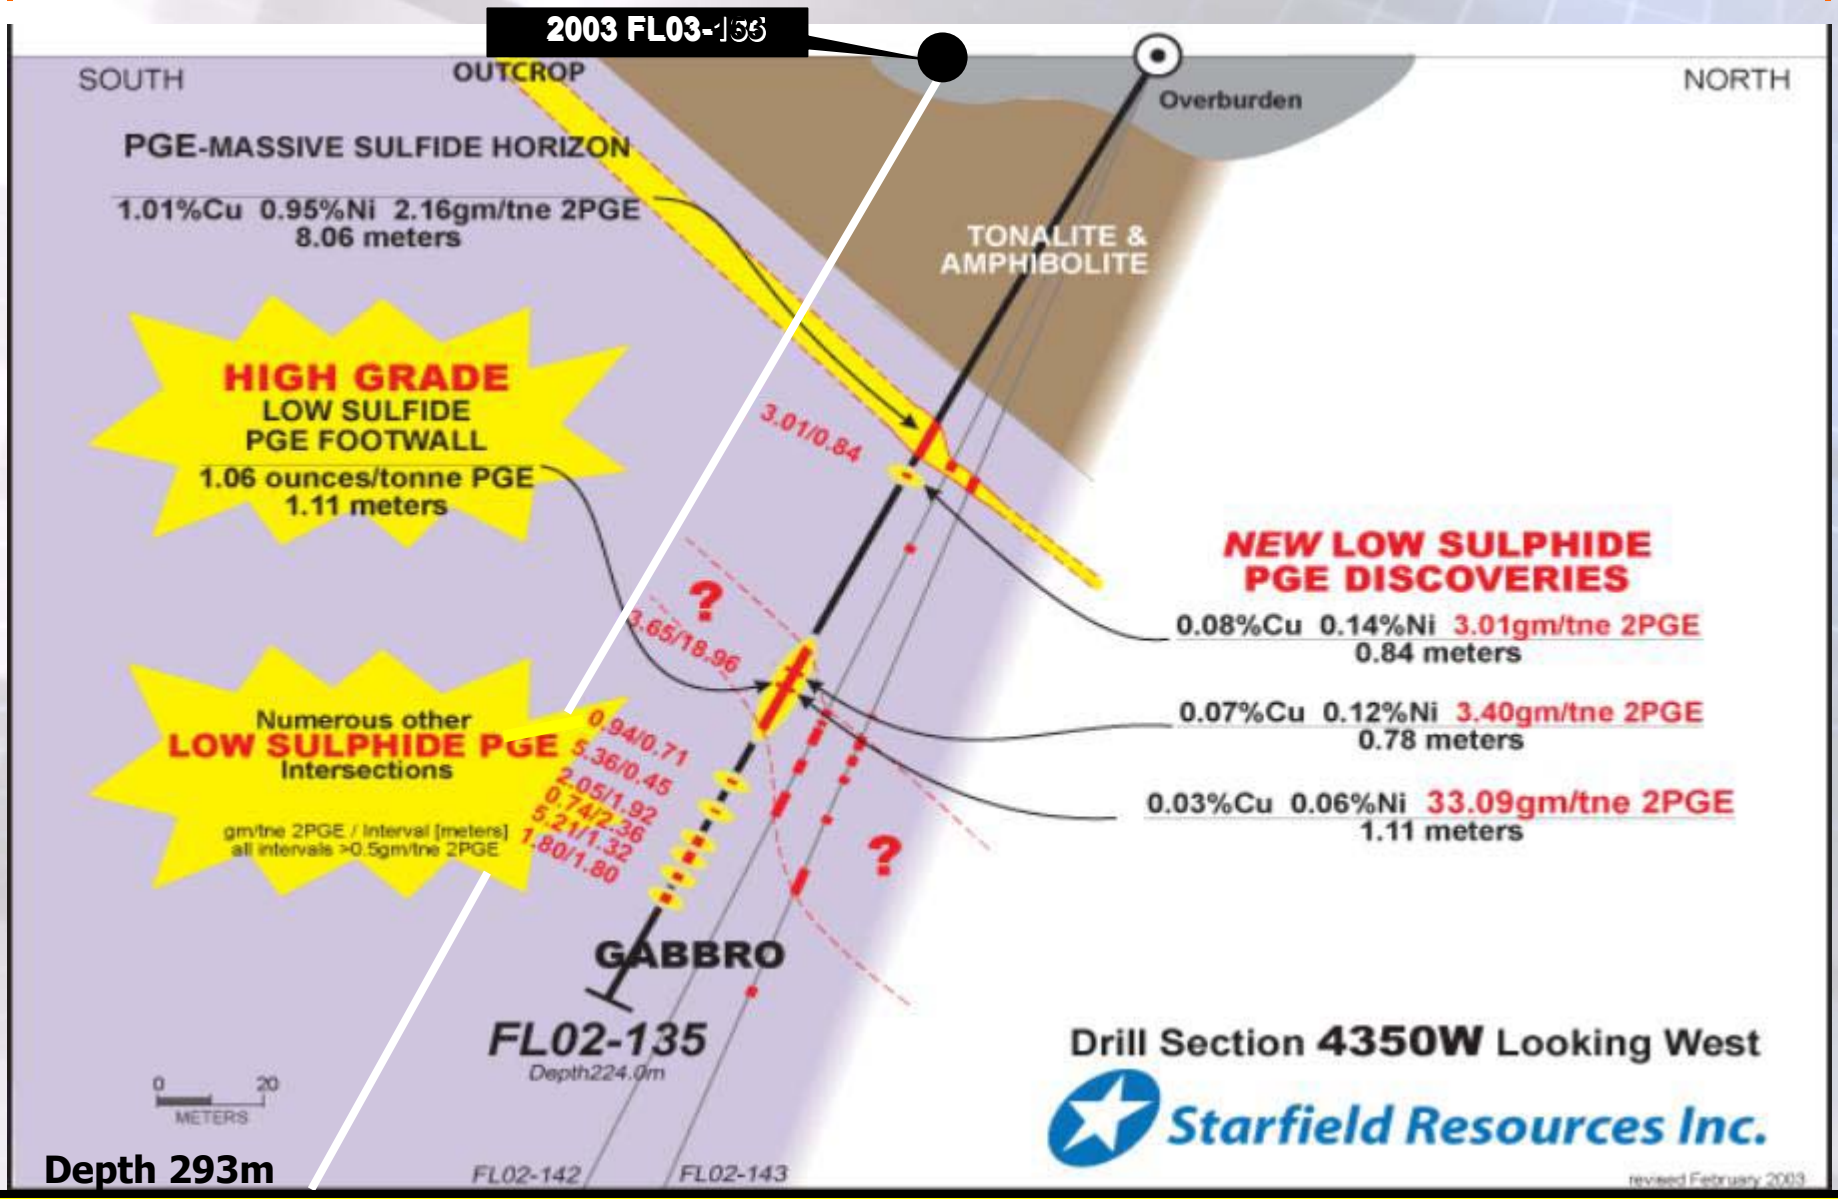 2003 FL03-
SOUTH
OUTCROP
NORTH
Overburden
PGE-MASSIVE SULFIDE HORIZON
1.01%Cu 0.95%Ni 2.16gm/tne 2PGE
8.06 meters
TONALITE &
AMPHIBOLITE
HIGH GRADE
LOW SULFIDE
PGE FOOTWALL
1.06 ounces/tonne PGE
1.11 meters
3.01/0.84
?
3.65/18.96
NEW LOW SULPHIDE
PGE DISCOVERIES
0.08%Cu 0.14%Ni 3.01gm/tne 2PGE
0.84 meters
0.07%Cu 0.12%Ni 3.40gm/tne 2PGE
0.78 meters
0.03%Cu 0.06%Ni 33.09gm/tne 2PGE
1.11 meters
Numerous other
LOW SULPHIDE PGE
Intersections
gm/tne 2PGE / Interval [meters]
all intervals >0.5gm/tne 2PGE
0.94/0.71
5.36/0.45
2.05/1.92
0.74/2.36
5.21/1.32
1.80/1.80
?
GABBRO
FL02-135
Depth224.0m
0 20
METERS
Depth 293m
FL02-142
FL02-143
Drill Section 4350W Looking West
Starfield Resources Inc.
revised February 2003